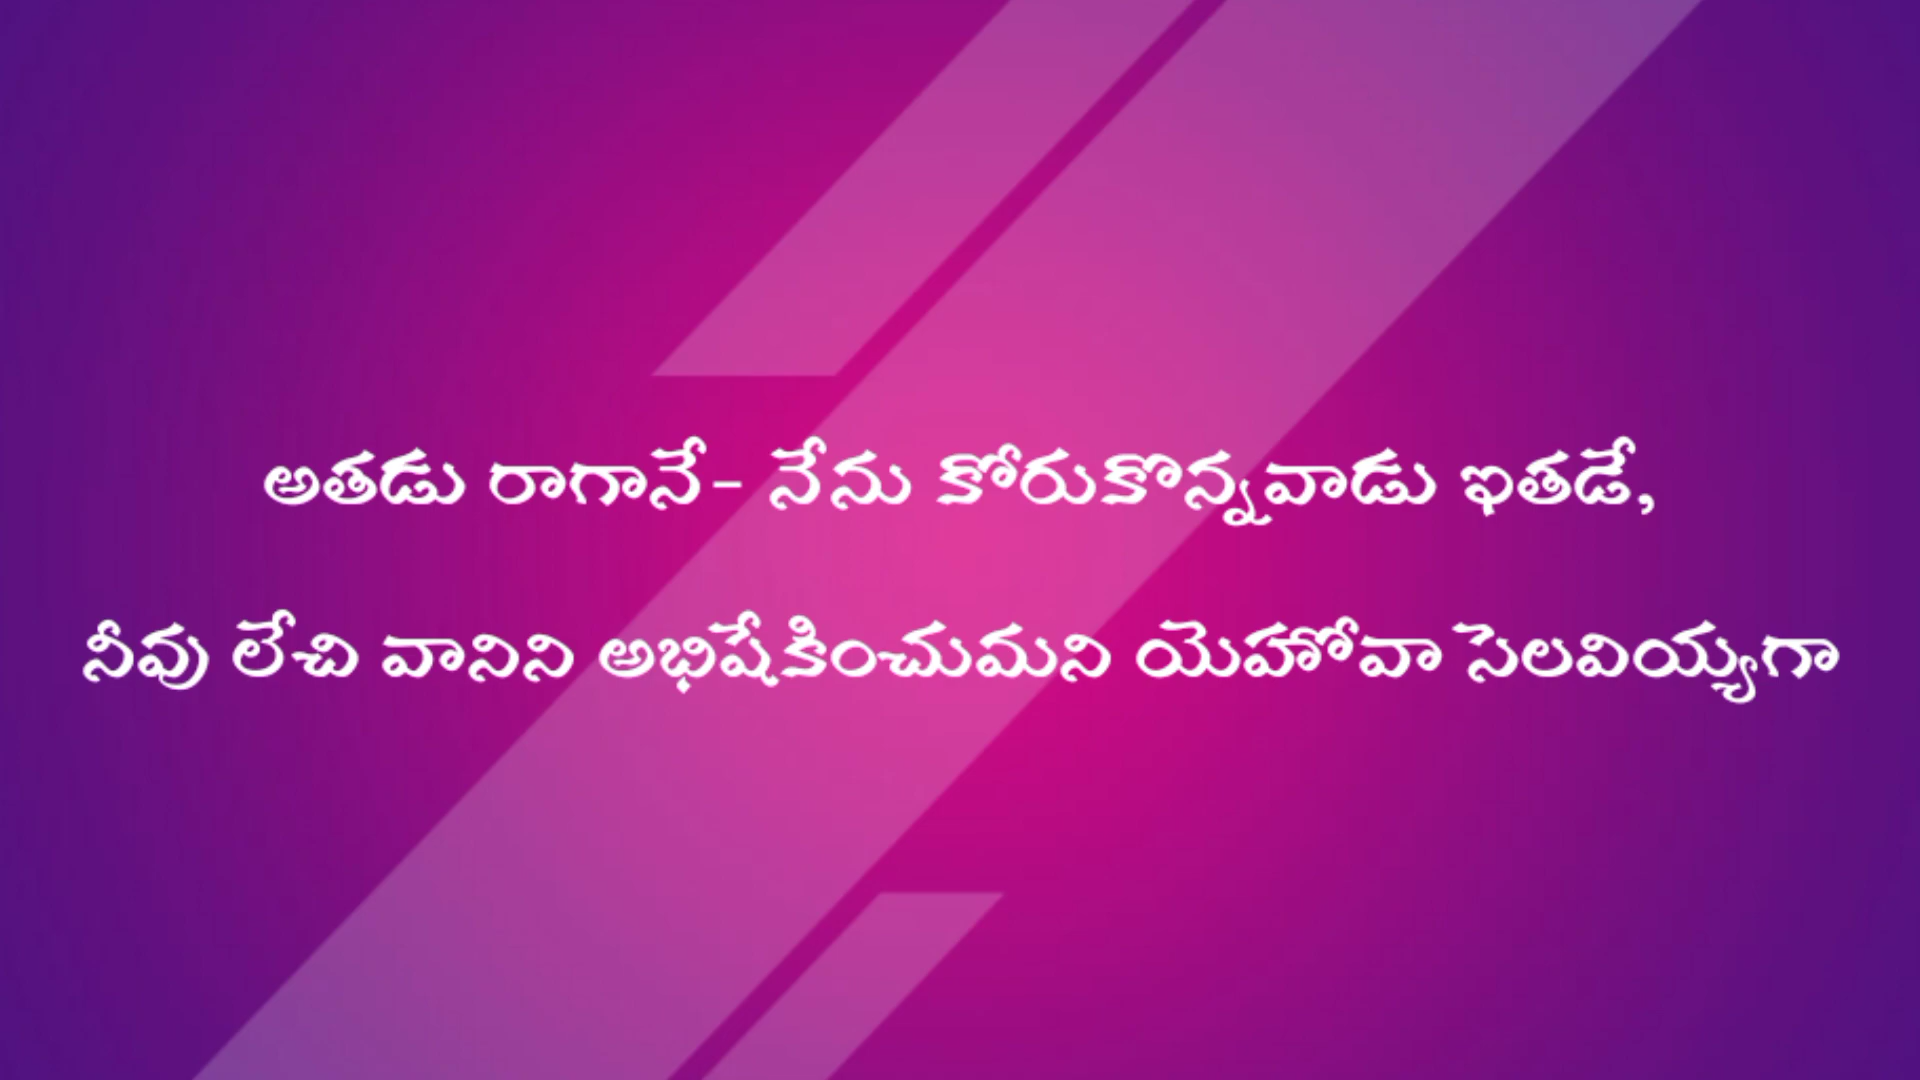 అతడు రాగానే- నేను కోరుకొన్నవాడు ఇతడే,
నీవు లేచి వానిని అభిషేకించుమని యెహోవా సెలవియ్యగా